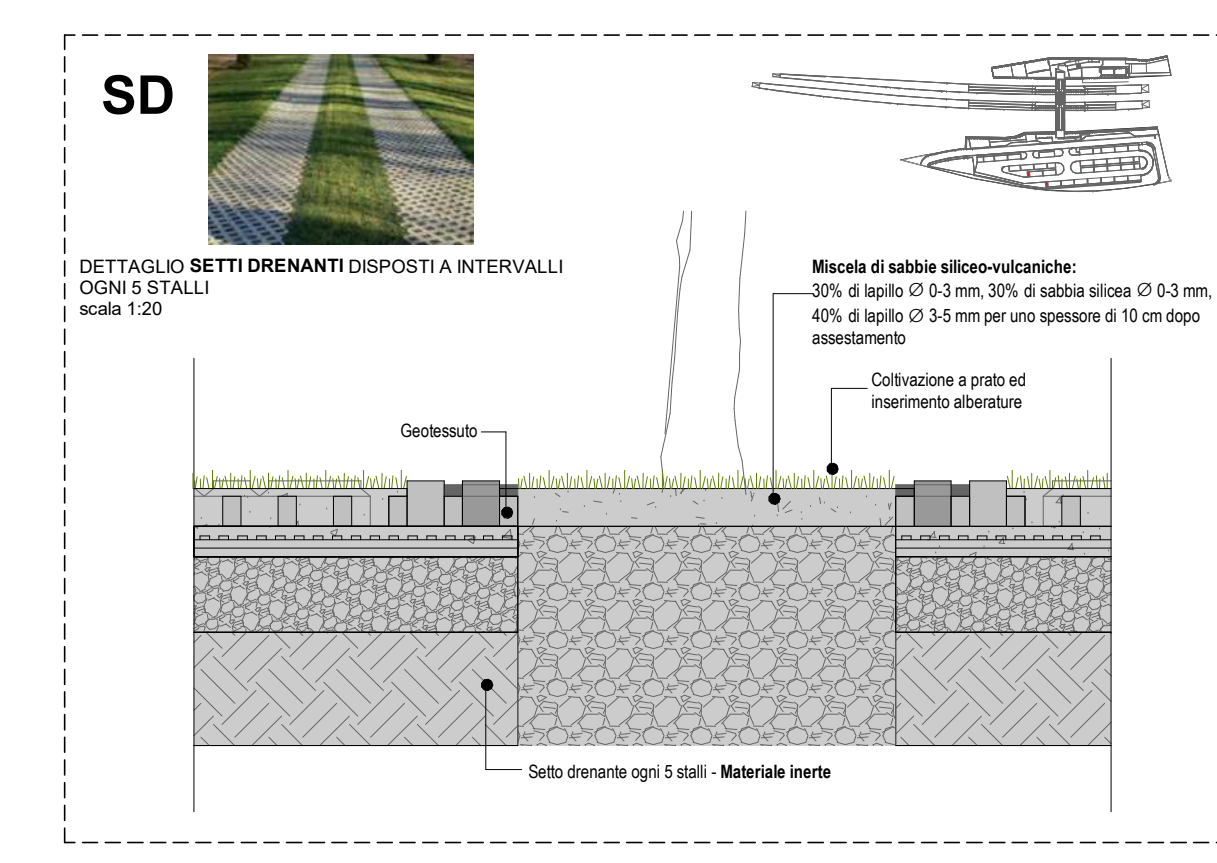 SD
DETTAGLIO SETTI DRENANTI DISPOSTI A INTERVALLI
OGNI 5 STALLI
scala 1:20
Miscela di sabbie siliceo-vulcaniche:
30% di lapillo ∅ 0-3 mm, 30% di sabbia silicea ∅ 0-3 mm,
40% di lapillo ∅ 3-5 mm per uno spessore di 10 cm dopo
assestamento
Coltivazione a prato ed
inserimento alberature
Geotessuto
Setto drenante ogni 5 stalli - Materiale inerte